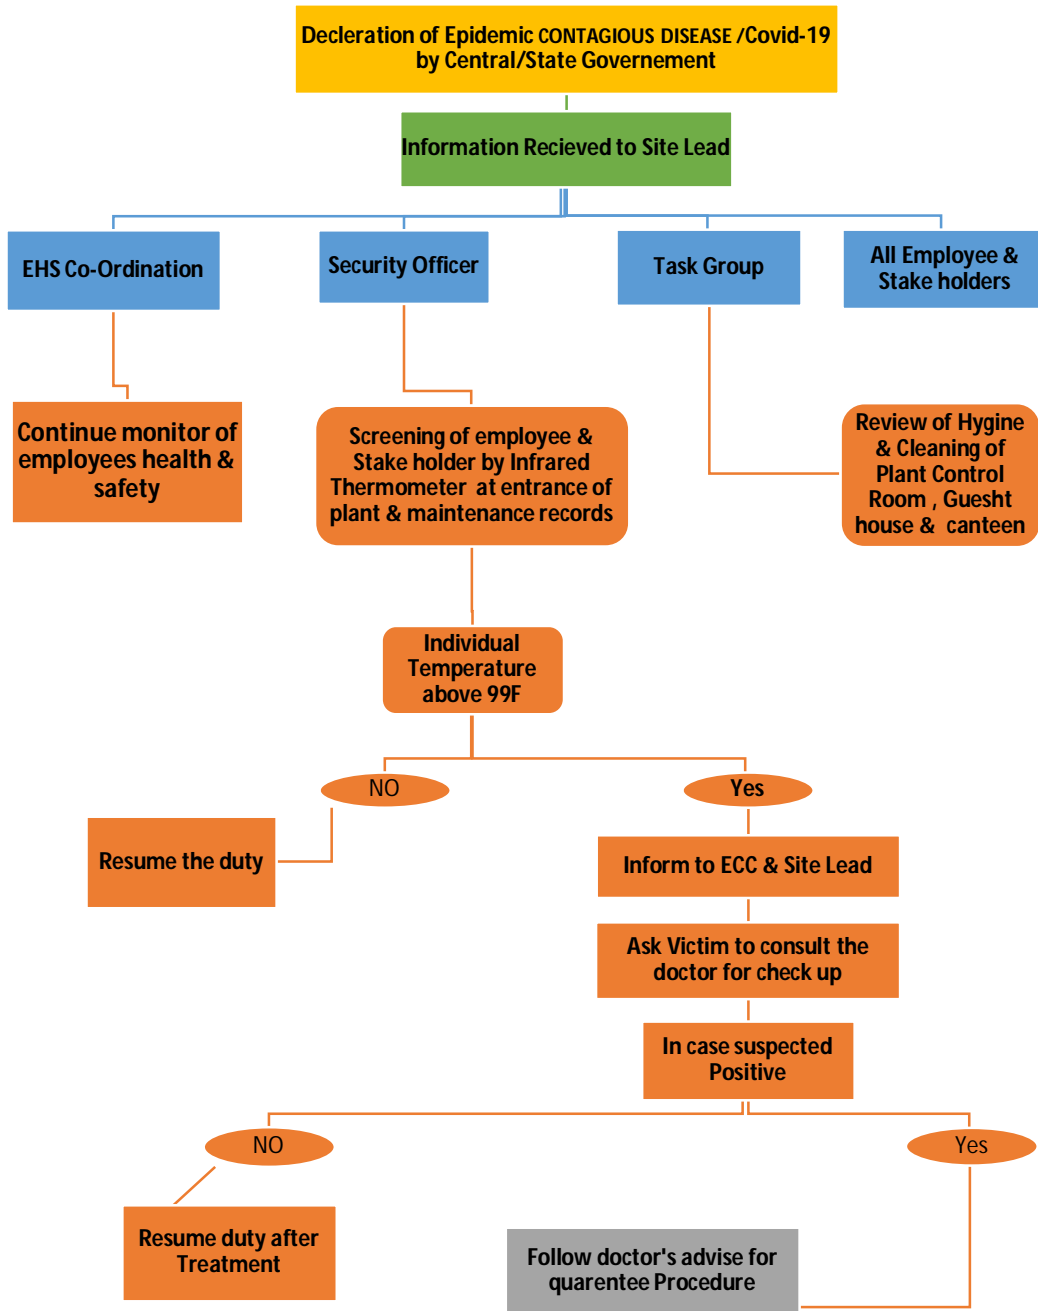 Decleration of Epidemic CONTAGIOUS DISEASE /Covid-19
by Central/State Governement
Information Recieved to Site Lead
EHS Co-Ordination
Security Officer
Task Group
All Employee &
Stake holders
Continue monitor of
employees health &
safety
Screening of employee &
Stake holder by Infrared
Thermometer at entrance of
plant & maintenance records
Review of Hygine
& Cleaning of
Plant Control
Room , Guesht
house & canteen
Individual
Temperature
above 99F
NO
Yes
Resume the duty
Inform to ECC & Site Lead
Ask Victim to consult the
doctor for check up
In case suspected
Positive
NO
Yes
Resume duty after
Treatment
Follow doctor's advise for
quarentee Procedure